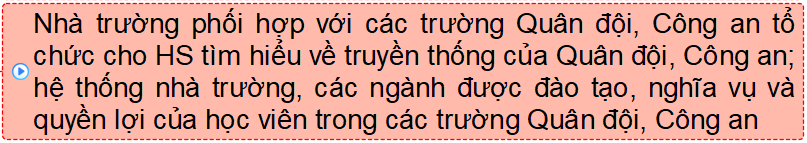 Nhà trường phối hợp với các trường Quân đội, Công an tổ
chức cho HS tìm hiểu về truyền thống của Quân đội, Công an;
hệ thống nhà trường, các ngành được đào tạo, nghĩa vụ và
quyền lợi của học viên trong các trường Quân đội, Công an